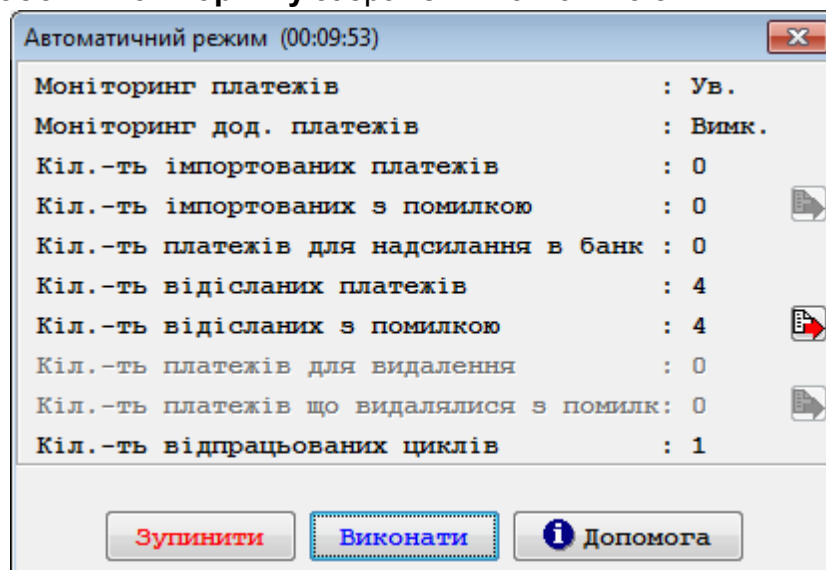 Автоматичний режим (00:09:53)
Моніторинг платежів : Ув.
Моніторинг дод. платежів : Вимк.
Кіл.-ть імпортованих платежів : 0
Кіл.-ть імпортованих з помилкою : 0
Кіл.-ть платежів для надсилання в банк : 0
Кіл.-ть відісланих платежів : 4
Кіл.-ть відісланих з помилкою : 4
Кіл.-ть платежів для видалення : 0
Кіл.-ть платежів що видалялися з помилк: 0
Кіл.-ть відпрацьованих циклів : 1
Зупинити Виконати Допомога